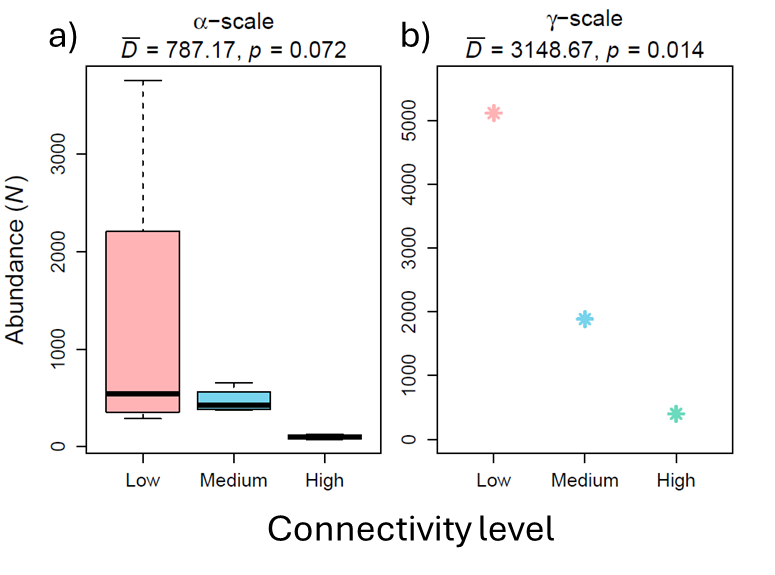 a)
α−scale
D̅ = 787.17, p = 0.072
Abundance (N)
3000
2000
1000
0
Low Medium High
b)
γ−scale
D̅ = 3148.67, p = 0.014
5000
4000
3000
2000
1000
0
Low Medium High
Connectivity level